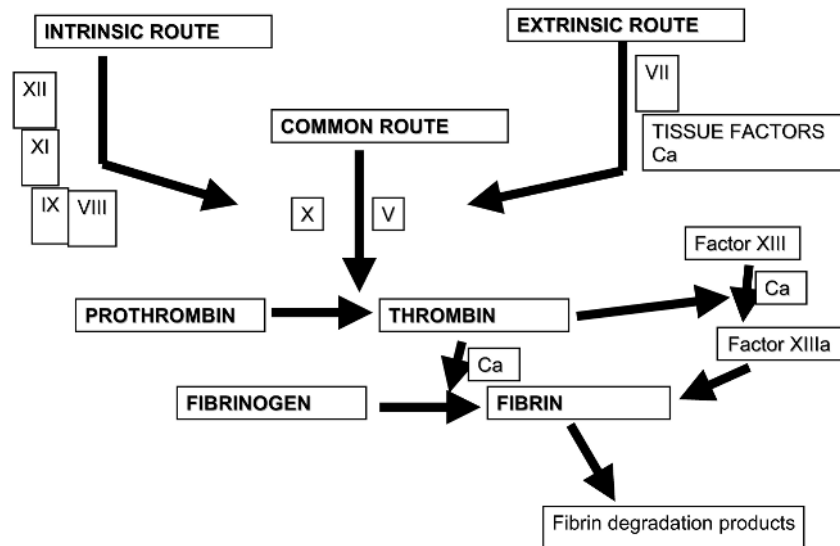 INTRINSIC ROUTE
EXTRINSIC ROUTE
XII
VII
COMMON ROUTE
TISSUE FACTORS
Ca
XI
IX
VIII
X
V
Factor XIII
Ca
PROTHROMBIN
THROMBIN
Factor XIIIa
Ca
FIBRINOGEN
FIBRIN
Fibrin degradation products